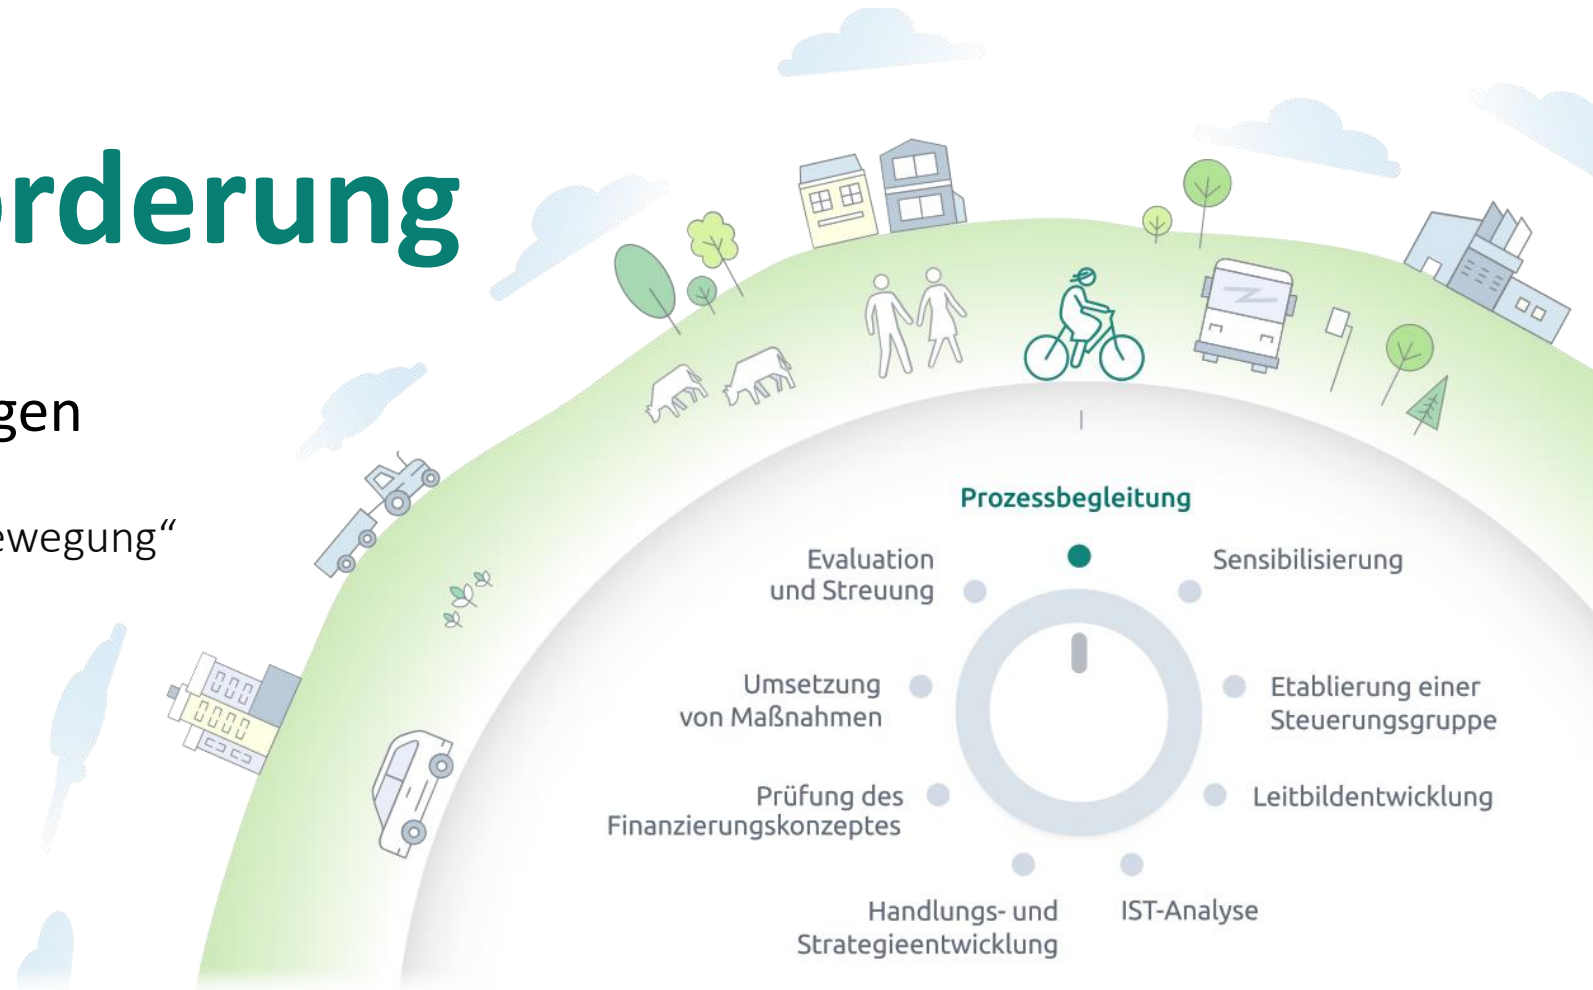 orderung
gen
ewegung“
Prozessbegleitung
Evaluation
und Streuung
Sensibilisierung
Umsetzung
von Maßnahmen
Etablierung einer
Steuerungsgruppe
Prüfung des
Finanzierungskonzeptes
Leitbildentwicklung
Handlungs- und
Strategieentwicklung
IST-Analyse